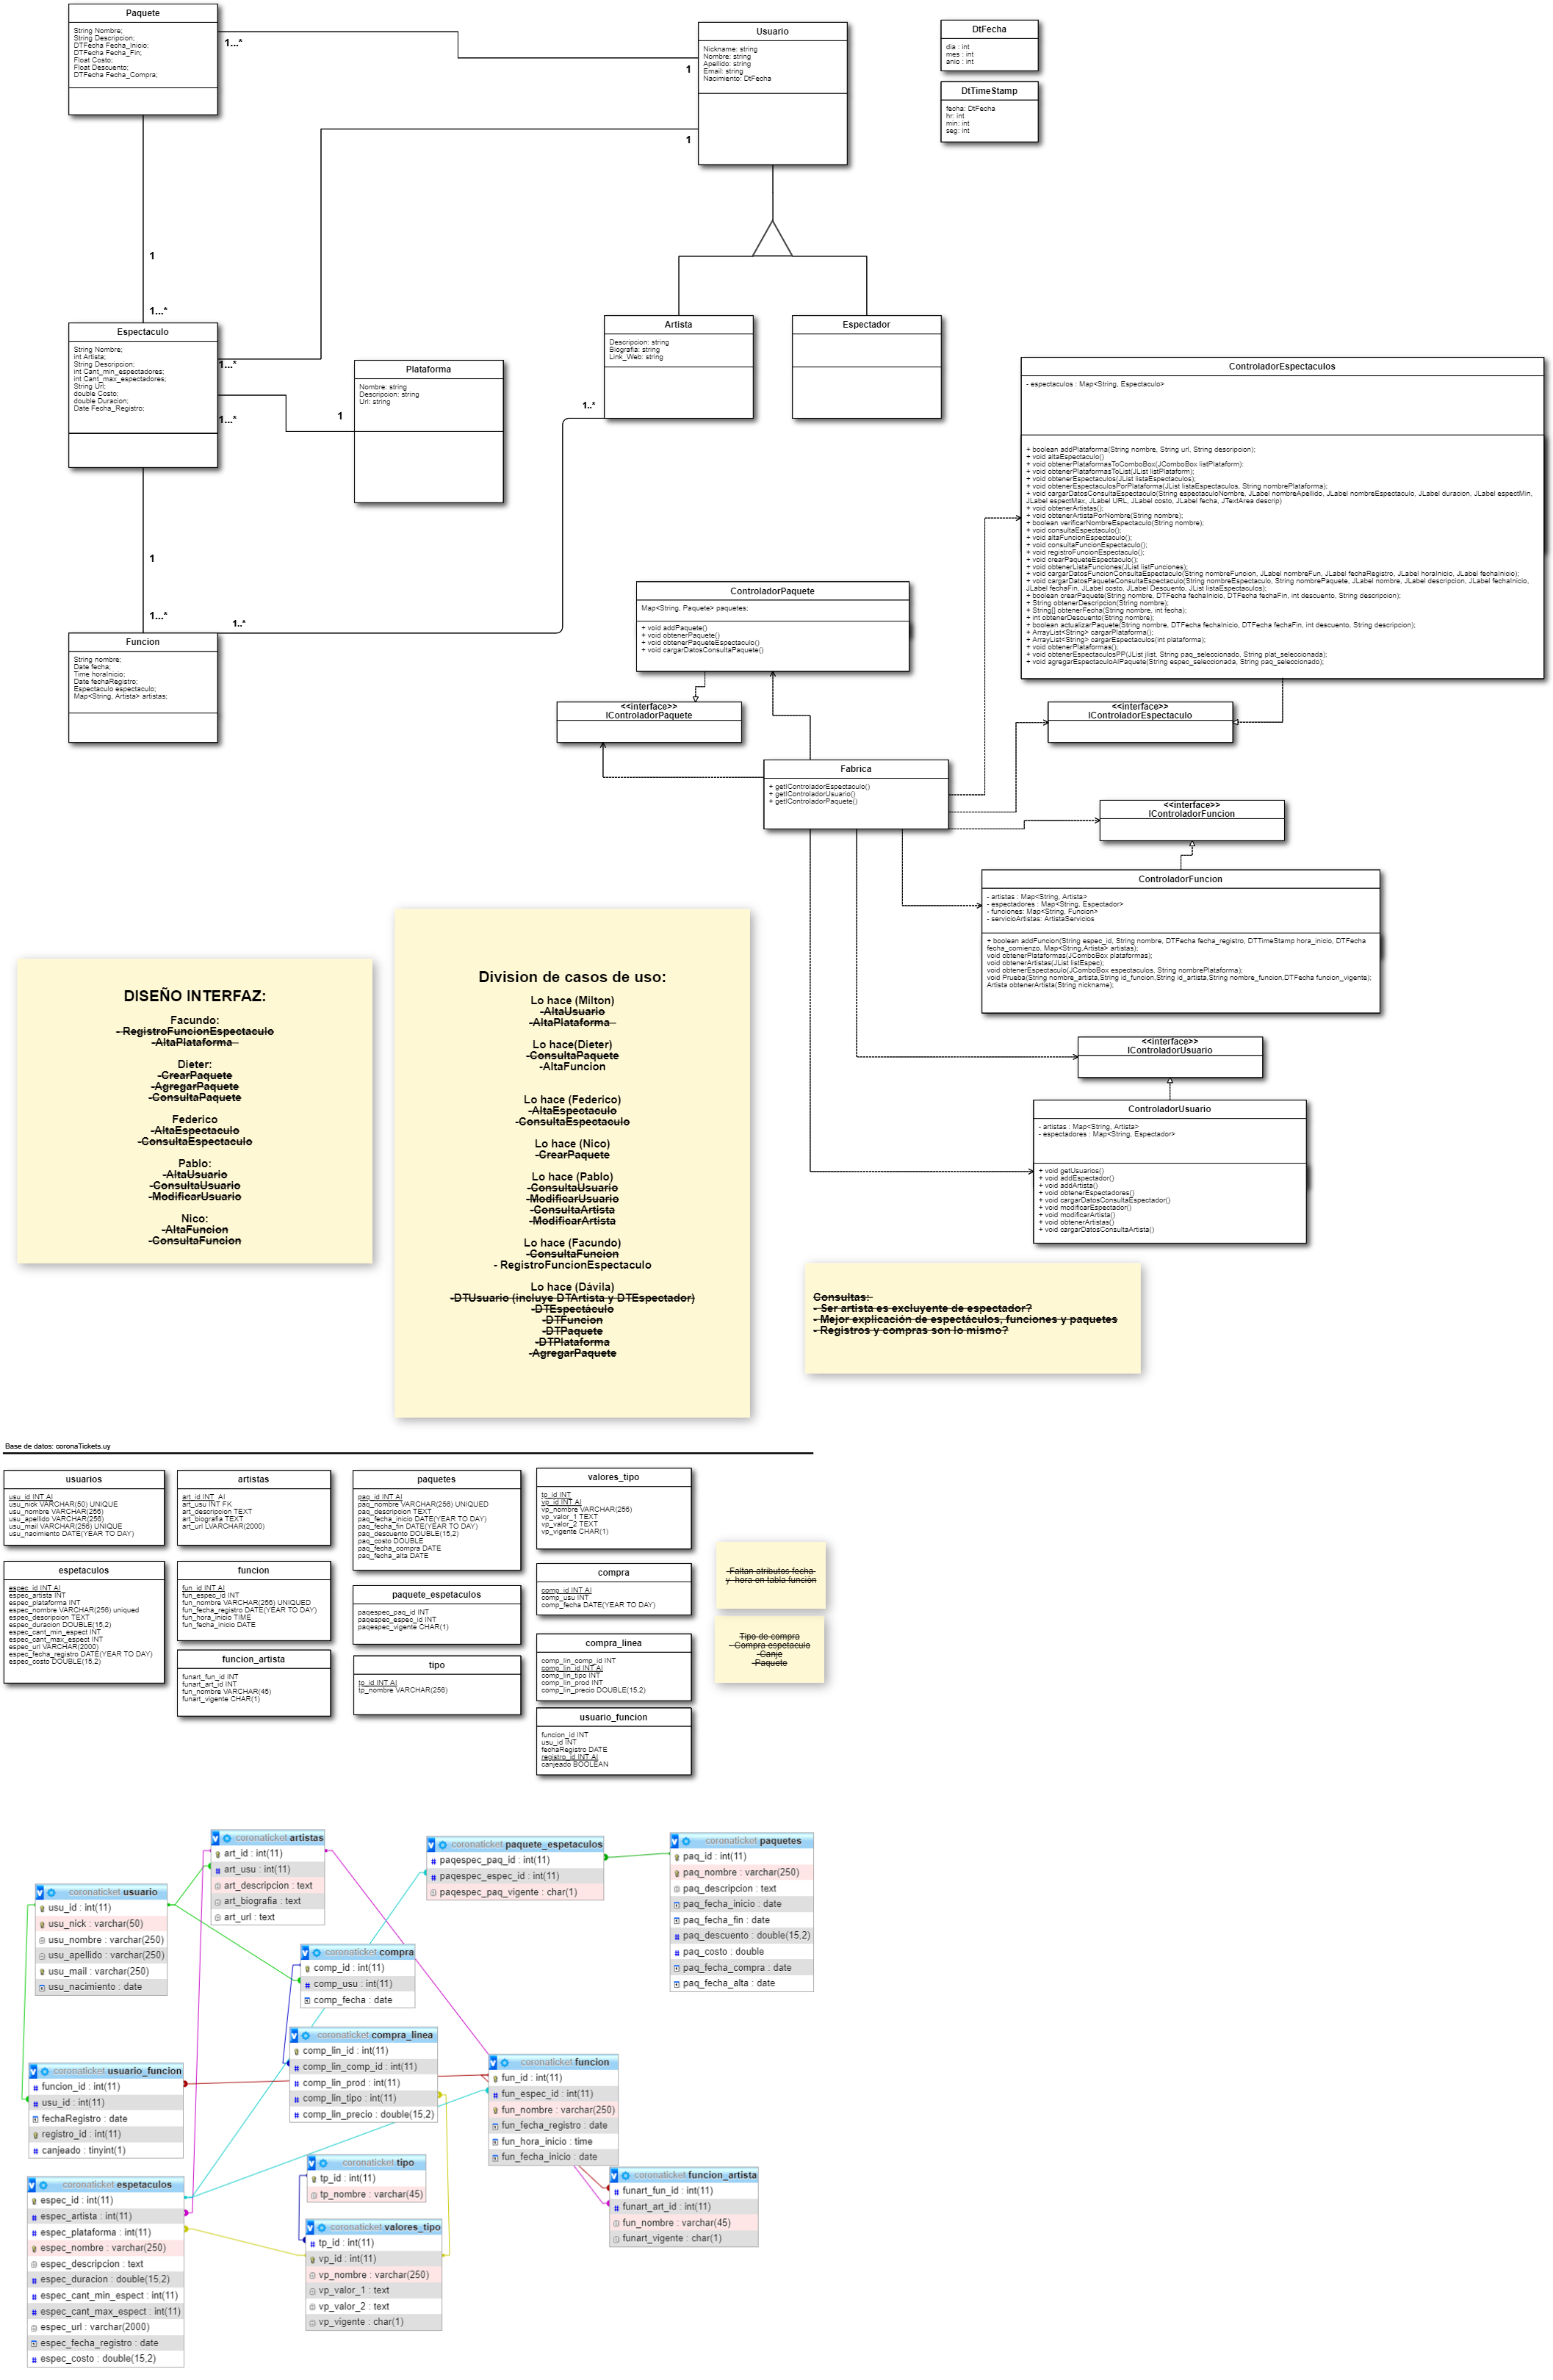 Paquete
String Nombre;
String Descripcion;
DTFecha Fecha_Inicio;
DTFecha Fecha_Fin;
Float Costo;
Float Descuento;
DTFecha Fecha_Compra;
1...*
1
Usuario
Nickname: string
Nombre: string
Apellido: string
Email: string
Nacimiento: DtFecha
1
DtFecha
dia : int
mes : int
anio : int
DtTimeStamp
fecha: DtFecha
hr: int
min: int
seg: int
1
1...*
Espectaculo
String Nombre;
int Artista;
String Descripcion;
int Cant_min_espectadores;
int Cant_max_espectadores;
String Url;
double Costo;
double Duracion;
Date Fecha_Registro;
1...*
1...*
1
Plataforma
Nombre: string
Descripcion: string
Url: string
Artista
Descripcion: string
Biografia: string
Link_Web: string
1..*
Espectador
1
1...*
1..*
Funcion
String nombre;
Date fecha;
Time horaInicio;
Date fechaRegistro;
Espectaculo espectaculo;
Map<String, Artista> artistas;
ControladorEspectaculos
- espectaculos : Map<String, Espectaculo>
+ boolean addPlataforma(String nombre, String url, String descripcion);
+ void altaEspectaculo()
+ void obtenerPlataformasToComboBox(JComboBox listPlataform):
+ void obtenerPlataformasToList(JList listPlataform);
+ void obtenerEspectaculos(JList listaEspectaculos);
+ void obtenerEspectaculosPorPlataforma(JList listaEspectaculos, String nombrePlataforma);
+ void cargarDatosConsultaEspectaculo(String espectaculoNombre, JLabel nombreApellido, JLabel nombreEspectaculo, JLabel duracion, JLabel espectMin,
JLabel espectMax, JLabel URL, JLabel costo, JLabel fecha, JTextArea descrip)
+ void obtenerArtistas();
+ void obtenerArtistaPorNombre(String nombre);
+ boolean verificarNombreEspectaculo(String nombre);
+ void consultaEspectaculo();
+ void altaFuncionEspectaculo();
+ void consultaFuncionEspectaculo();
+ void registroFuncionEspectaculo();
+ void crearPaqueteEspectaculo();
+ void obtenerListaFunciones(JList listFunciones);
+ void cargarDatosFuncionConsultaEspectaculo(String nombreFuncion, JLabel nombreFun, JLabel fechaRegistro, JLabel horaInicio, JLabel fechaInicio);
+ void cargarDatosPaqueteConsultaEspectaculo(String nombreEspectaculo, String nombrePaquete, JLabel nombre, JLabel descripcion, JLabel fechaInicio,
JLabel fechaFin, JLabel costo, JLabel Descuento, JList listaEspectaculos);
+ boolean crearPaquete(String nombre, DTFecha fechaInicio, DTFecha fechaFin, int descuento, String descripcion);
+ String obtenerDescripcion(String nombre);
+ String[] obtenerFecha(String nombre, int fecha);
+ int obtenerDescuento(String nombre);
+ boolean actualizarPaquete(String nombre, DTFecha fechaInicio, DTFecha fechaFin, int descuento, String descripcion);
+ ArrayList<String> cargarPlataforma();
+ ArrayList<String> cargarEspectaculos(int plataforma);
+ void obtenerPlataformas();
+ void obtenerEspectaculosPP(JList jlist, String paq_seleccionado, String plat_seleccionada);
+ void agregarEspectaculoAlPaquete(String espec_seleccionada, String paq_seleccionado);
ControladorPaquete
Map<String, Paquete> paquetes;
+ void addPaquete()
+ void obtenerPaquete()
+ void obtenerPaqueteEspectaculo()
+ void cargarDatosConsultaPaquete()
<<interface>>
IControladorPaquete
<<interface>>
IControladorEspectaculo
Fabrica
+ getIControladorEspectaculo()
+ getIControladorUsuario()
+ getIControladorPaquete()
<<interface>>
IControladorFuncion
ControladorFuncion
- artistas : Map<String, Artista>
- espectadores : Map<String, Espectador>
- funciones: Map<String, Funcion>
- servicioArtistas: ArtistaServicios
+ boolean addFuncion(String espec_id, String nombre, DTFecha fecha_registro, DTTimeStamp hora_inicio, DTFecha
fecha_comienzo, Map<String,Artista> artistas);
void obtenerPlataformas(JComboBox plataformas);
void obtenerArtistas(JList listEspec);
void obtenerEspectaculo(JComboBox espectaculos, String nombrePlataforma);
void Prueba(String nombre_artista,String id_funcion,String id_artista,String nombre_funcion,DTFecha funcion_vigente);
Artista obtenerArtista(String nickname);
<<interface>>
IControladorUsuario
ControladorUsuario
- artistas : Map<String, Artista>
- espectadores : Map<String, Espectador>
+ void getUsuarios()
+ void addEspectador()
+ void addArtista()
+ void obtenerEspectadores()
+ void cargarDatosConsultaEspectador()
+ void modificarEspectador()
+ void modificarArtista()
+ void obtenerArtistas()
+ void cargarDatosConsultaArtista()
DISEÑO INTERFAZ:
Facundo:
- RegistroFuncionEspectaculo
-AltaPlataforma
Dieter:
-CrearPaquete
-AgregarPaquete
-ConsultaPaquete
Federico
-AltaEspectaculo
-ConsultaEspectaculo
Pablo:
-AltaUsuario
-ConsultaUsuario
-ModificarUsuario
Nico:
-AltaFuncion
-ConsultaFuncion
Division de casos de uso:
Lo hace (Milton)
-AltaUsuario
-AltaPlataforma
Lo hace(Dieter)
-ConsultaPaquete
-AltaFuncion
Lo hace (Federico)
-AltaEspectaculo
-ConsultaEspectaculo
Lo hace (Nico)
-CrearPaquete
Lo hace (Pablo)
-ConsultaUsuario
-ModificarUsuario
-ConsultaArtista
-ModificarArtista
Lo hace (Facundo)
-ConsultaFuncion
- RegistroFuncionEspectaculo
Lo hace (Dávila)
-DTUsuario (incluye DTArtista y DTEspectador)
-DTEspectáculo
-DTFuncion
-DTPaquete
-DTPlataforma
-AgregarPaquete
Consultas:
- Ser artista es excluyente de espectador?
- Mejor explicación de espectáculos, funciones y paquetes
- Registros y compras son lo mismo?
Base de datos: coronaTickets.uy
usuarios
usu_id INT AI
usu_nick VARCHAR(50) UNIQUE
usu_nombre VARCHAR(256)
usu_apellido VARCHAR(256)
usu_mail VARCHAR(256) UNIQUE
usu_nacimiento DATE(YEAR TO DAY)
artistas
art_id INT AI
art_usu INT FK
art_descripcion TEXT
art_biografia TEXT
art_url LVARCHAR(2000)
paquetes
paq_id INT AI
paq_nombre VARCHAR(256) UNIQUED
paq_descripcion TEXT
paq_fecha_inicio DATE(YEAR TO DAY)
paq_fecha_fin DATE(YEAR TO DAY)
paq_descuento DOUBLE(15,2)
paq_costo DOUBLE
paq_fecha_compra DATE
paq_fecha_alta DATE
valores_tipo
tp_id INT
vp_id INT AI
vp_nombre VARCHAR(256)
vp_valor_1 TEXT
vp_valor_2 TEXT
vp_vigente CHAR(1)
espetaculos
espec_id INT AI
espec_artista INT
espec_plataforma INT
espec_nombre VARCHAR(256) uniqued
espec_descripcion TEXT
espec_duracion DOUBLE(15,2)
espec_cant_min_espect INT
espec_cant_max_espect INT
espec_url VARCHAR(2000)
espec_fecha_registro DATE(YEAR TO DAY)
espec_costo DOUBLE(15,2)
funcion
fun_id INT AI
fun_espec_id INT
fun_nombre VARCHAR(256) UNIQUED
fun_fecha_registro DATE(YEAR TO DAY)
fun_hora_inicio TIME
fun_fecha_inicio DATE
paquete_espetaculos
paqespec_paq_id INT
paqespec_espec_id INT
paqespec_vigente CHAR(1)
compra
comp_id INT AI
comp_usu INT
comp_fecha DATE(YEAR TO DAY)
Faltan atributos fecha
y hora en tabla función
funcion_artista
funart_fun_id INT
funart_art_id INT
fun_nombre VARCHAR(45)
funart_vigente CHAR(1)
tipo
tp_id INT AI
tp_nombre VARCHAR(256)
compra_linea
comp_lin_comp_id INT
comp_lin_id INT AI
comp_lin_tipo INT
comp_lin_prod INT
comp_lin_precio DOUBLE(15,2)
Tipo de compra
- Compra espetaculo
-Canje
-Paquete
usuario_funcion
funcion_id INT
usu_id INT
fechaRegistro DATE
registro_id INT AI
canjeado BOOLEAN
coronaticket artistas
art_id : int(11)
art_usu : int(11)
art_descripcion : text
art_biografia : text
art_url : text
coronaticket paquete_espetaculos
paqespec_paq_id : int(11)
paqespec_espec_id : int(11)
paqespec_paq_vigente : char(1)
coronaticket paquetes
paq_id : int(11)
paq_nombre : varchar(250)
paq_descripcion : text
paq_fecha_inicio : date
paq_fecha_fin : date
paq_descuento : double(15,2)
paq_costo : double
paq_fecha_compra : date
paq_fecha_alta : date
coronaticket usuario
usu_id : int(11)
usu_nick : varchar(50)
usu_nombre : varchar(250)
usu_apellido : varchar(250)
usu_mail : varchar(250)
usu_nacimiento : date
coronaticket compra
comp_id : int(11)
comp_usu : int(11)
comp_fecha : date
coronaticket compra_linea
comp_lin_id : int(11)
comp_lin_comp_id : int(11)
comp_lin_prod : int(11)
comp_lin_tipo : int(11)
comp_lin_precio : double(15,2)
coronaticket usuario_funcion
funcion_id : int(11)
usu_id : int(11)
fechaRegistro : date
registro_id : int(11)
canjeado : tinyint(1)
coronaticket funcion
fun_id : int(11)
fun_espec_id : int(11)
fun_nombre : varchar(250)
fun_fecha_registro : date
fun_hora_inicio : time
fun_fecha_inicio : date
coronaticket tipo
tp_id : int(11)
tp_nombre : varchar(45)
coronaticket funcion_artista
funart_fun_id : int(11)
funart_art_id : int(11)
fun_nombre : varchar(45)
funart_vigente : char(1)
coronaticket espetaculos
espec_id : int(11)
espec_artista : int(11)
espec_plataforma : int(11)
espec_nombre : varchar(250)
espec_descripcion : text
espec_duracion : double(15,2)
espec_cant_min_espect : int(11)
espec_cant_max_espect : int(11)
espec_url : varchar(2000)
espec_fecha_registro : date
espec_costo : double(15,2)
coronaticket valores_tipo
tp_id : int(11)
vp_id : int(11)
vp_nombre : varchar(250)
vp_valor_1 : text
vp_valor_2 : text
vp_vigente : char(1)